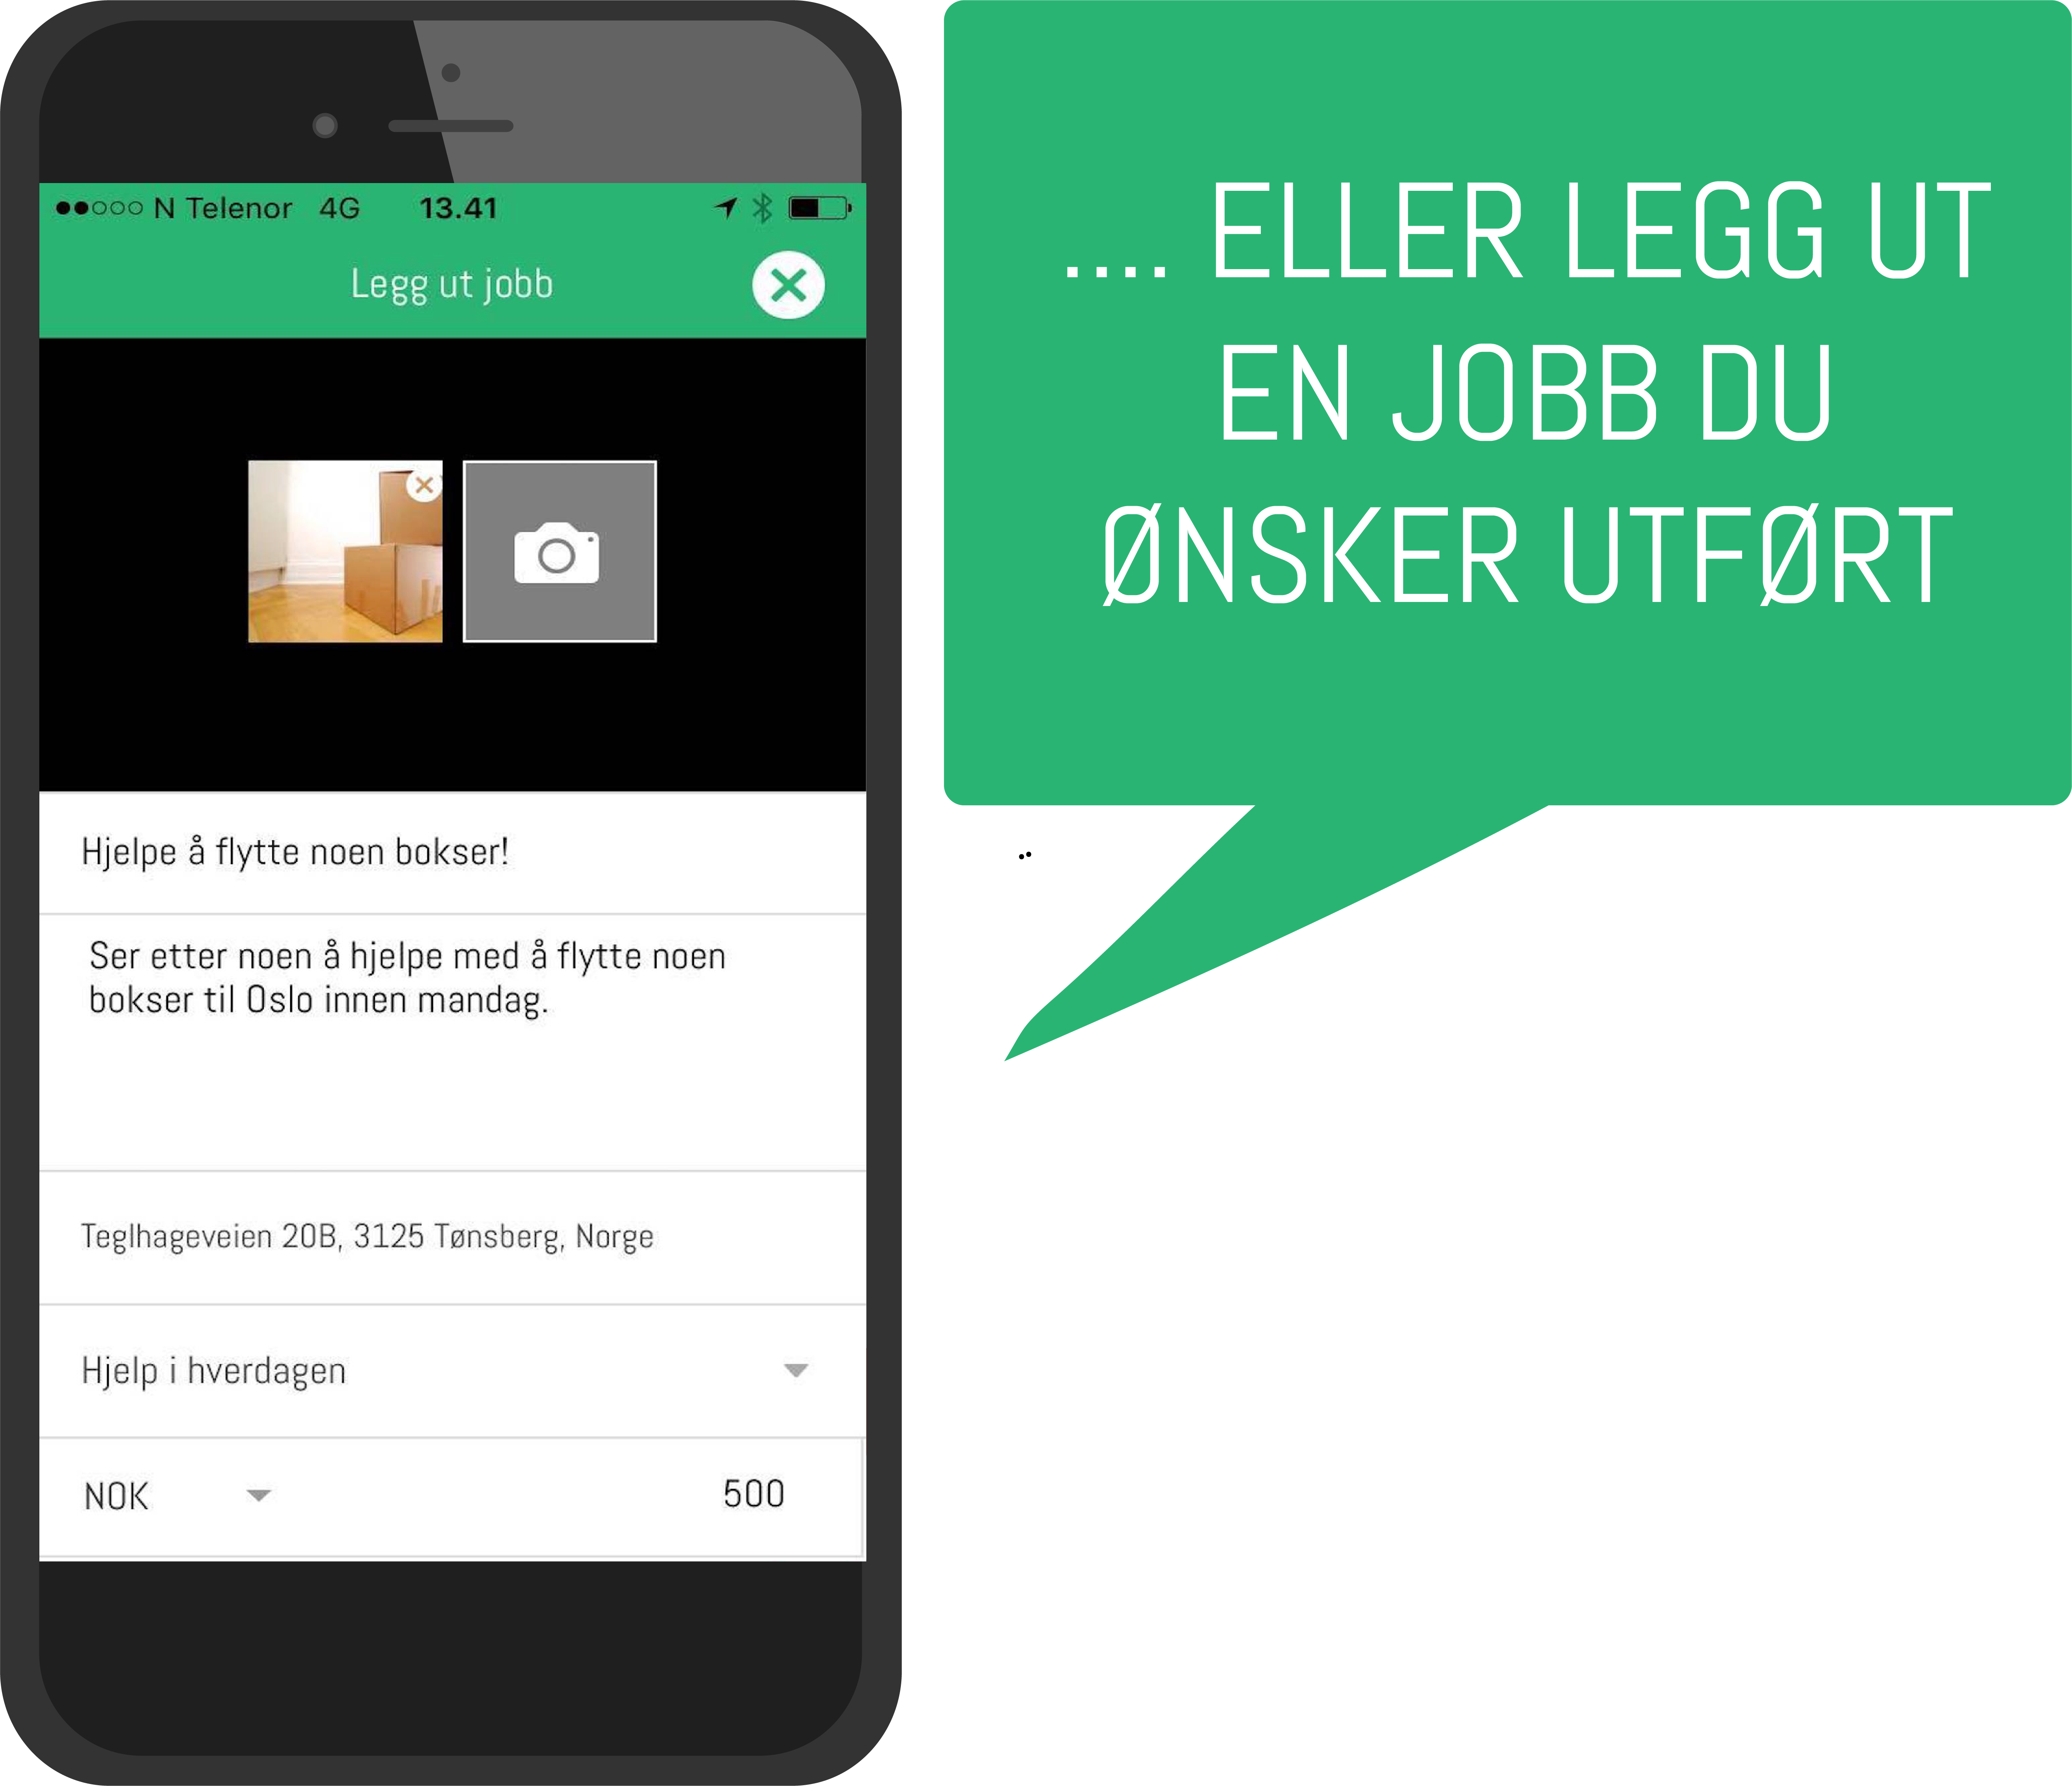 N Telenor 4G 13.41
Legg ut jobb
Hjelpe å flytte noen bokser!
Ser etter noen å hjelpe med å flytte noen
bokser til Oslo innen mandag.
Teglhageveien 20B, 3125 Tønsberg, Norge
Hjelp i hverdagen
NOK 500
.... ELLER LEGG UT
EN JOBB DU
ØNSKER UTFØRT